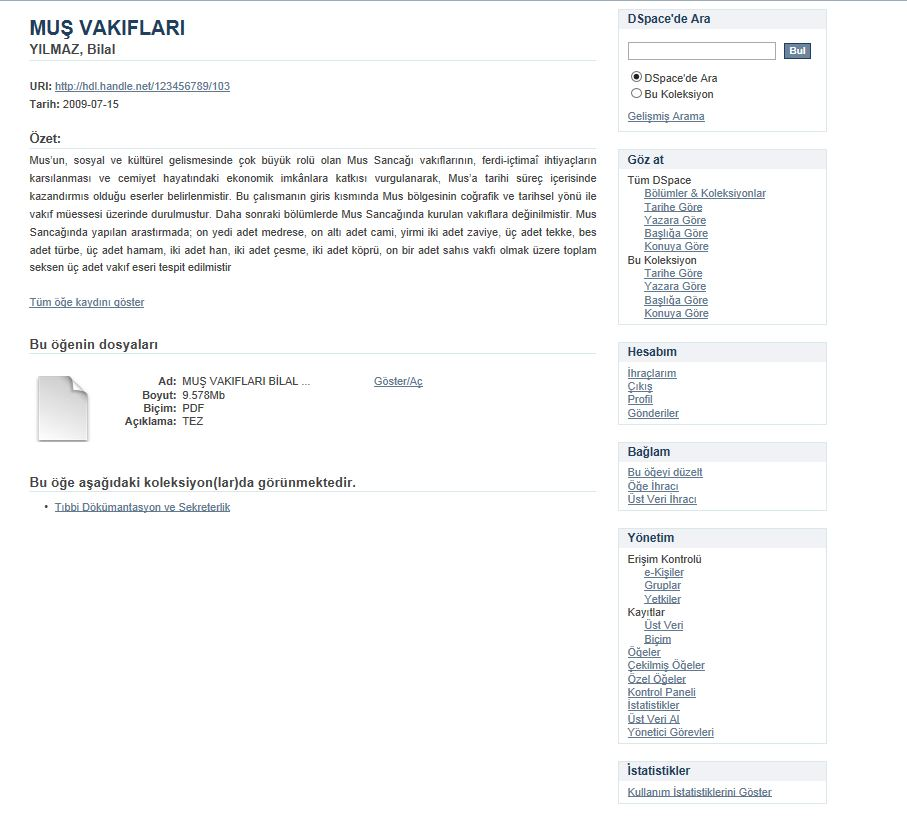 MUŞ VAKIFLARI
YILMAZ, Bilal
URI: http://hdl.handle.net/123456789/103
Tarih: 2009-07-15
Özet:
Mus'un, sosyal ve kültürel gelismesinde çok büyük rolü olan Mus Sancağı vakıflarının, ferdi-içtimaî ihtiyaçların
karsılanması ve cemiyet hayatındaki ekonomik imkânlara katkısı vurgulanarak, Mus'a tarihi süreç içerisinde
kazandırmıs olduğu eserler belirlenmistir. Bu çalısmanın giris kısmında Mus bölgesinin coğrafik ve tarihsel yönü ile
vakıf müessesi üzerinde durulmustur. Daha sonraki bölümlerde Mus Sancağında kurulan vakıflara değinilmistir. Mus
Sancağında yapılan arastırmada; on yedi adet medrese, on altı adet cami, yirmi iki adet zaviye, üç adet tekke, bes
adet türbe, üç adet hamam, iki adet han, iki adet çesme, iki adet köprü, on bir adet sahıs vakfı olmak üzere toplam
seksen üç adet vakıf eseri tespit edilmistir
Tüm öğe kaydını göster
Bu öğenin dosyaları
Ad: MUŞ VAKIFLARI BİLAL ... Göster/Aç
Boyut: 9.578Mb
Biçim: PDF
Açıklama: TEZ
Bu öğe aşağıdaki koleksiyon(lar)da görünmektedir.
• Tıbbi Dökümantasyon ve Sekreterlik
DSpace'de Ara
Bul
DSpace'de Ara
Bu Koleksiyon
Gelişmiş Arama
Göz at
Tüm DSpace
Bölümler & Koleksiyonlar
Tarihe Göre
Yazara Göre
Başlığa Göre
Konuya Göre
Bu Koleksiyon
Tarihe Göre
Yazara Göre
Başlığa Göre
Konuya Göre
Hesabım
İhraçlarım
Çıkış
Profil
Gönderiler
Bağlam
Bu öğeyi düzelt
Öğe İhracı
Üst Veri İhracı
Yönetim
Erişim Kontrolü
e-Kişiler
Gruplar
Yetkiler
Kayıtlar
Üst Veri
Biçim
Öğeler
Çekilmiş Öğeler
Özel Öğeler
Kontrol Paneli
İstatistikler
Üst Veri Al
Yönetici Görevleri
İstatistikler
Kullanım İstatistiklerini Göster